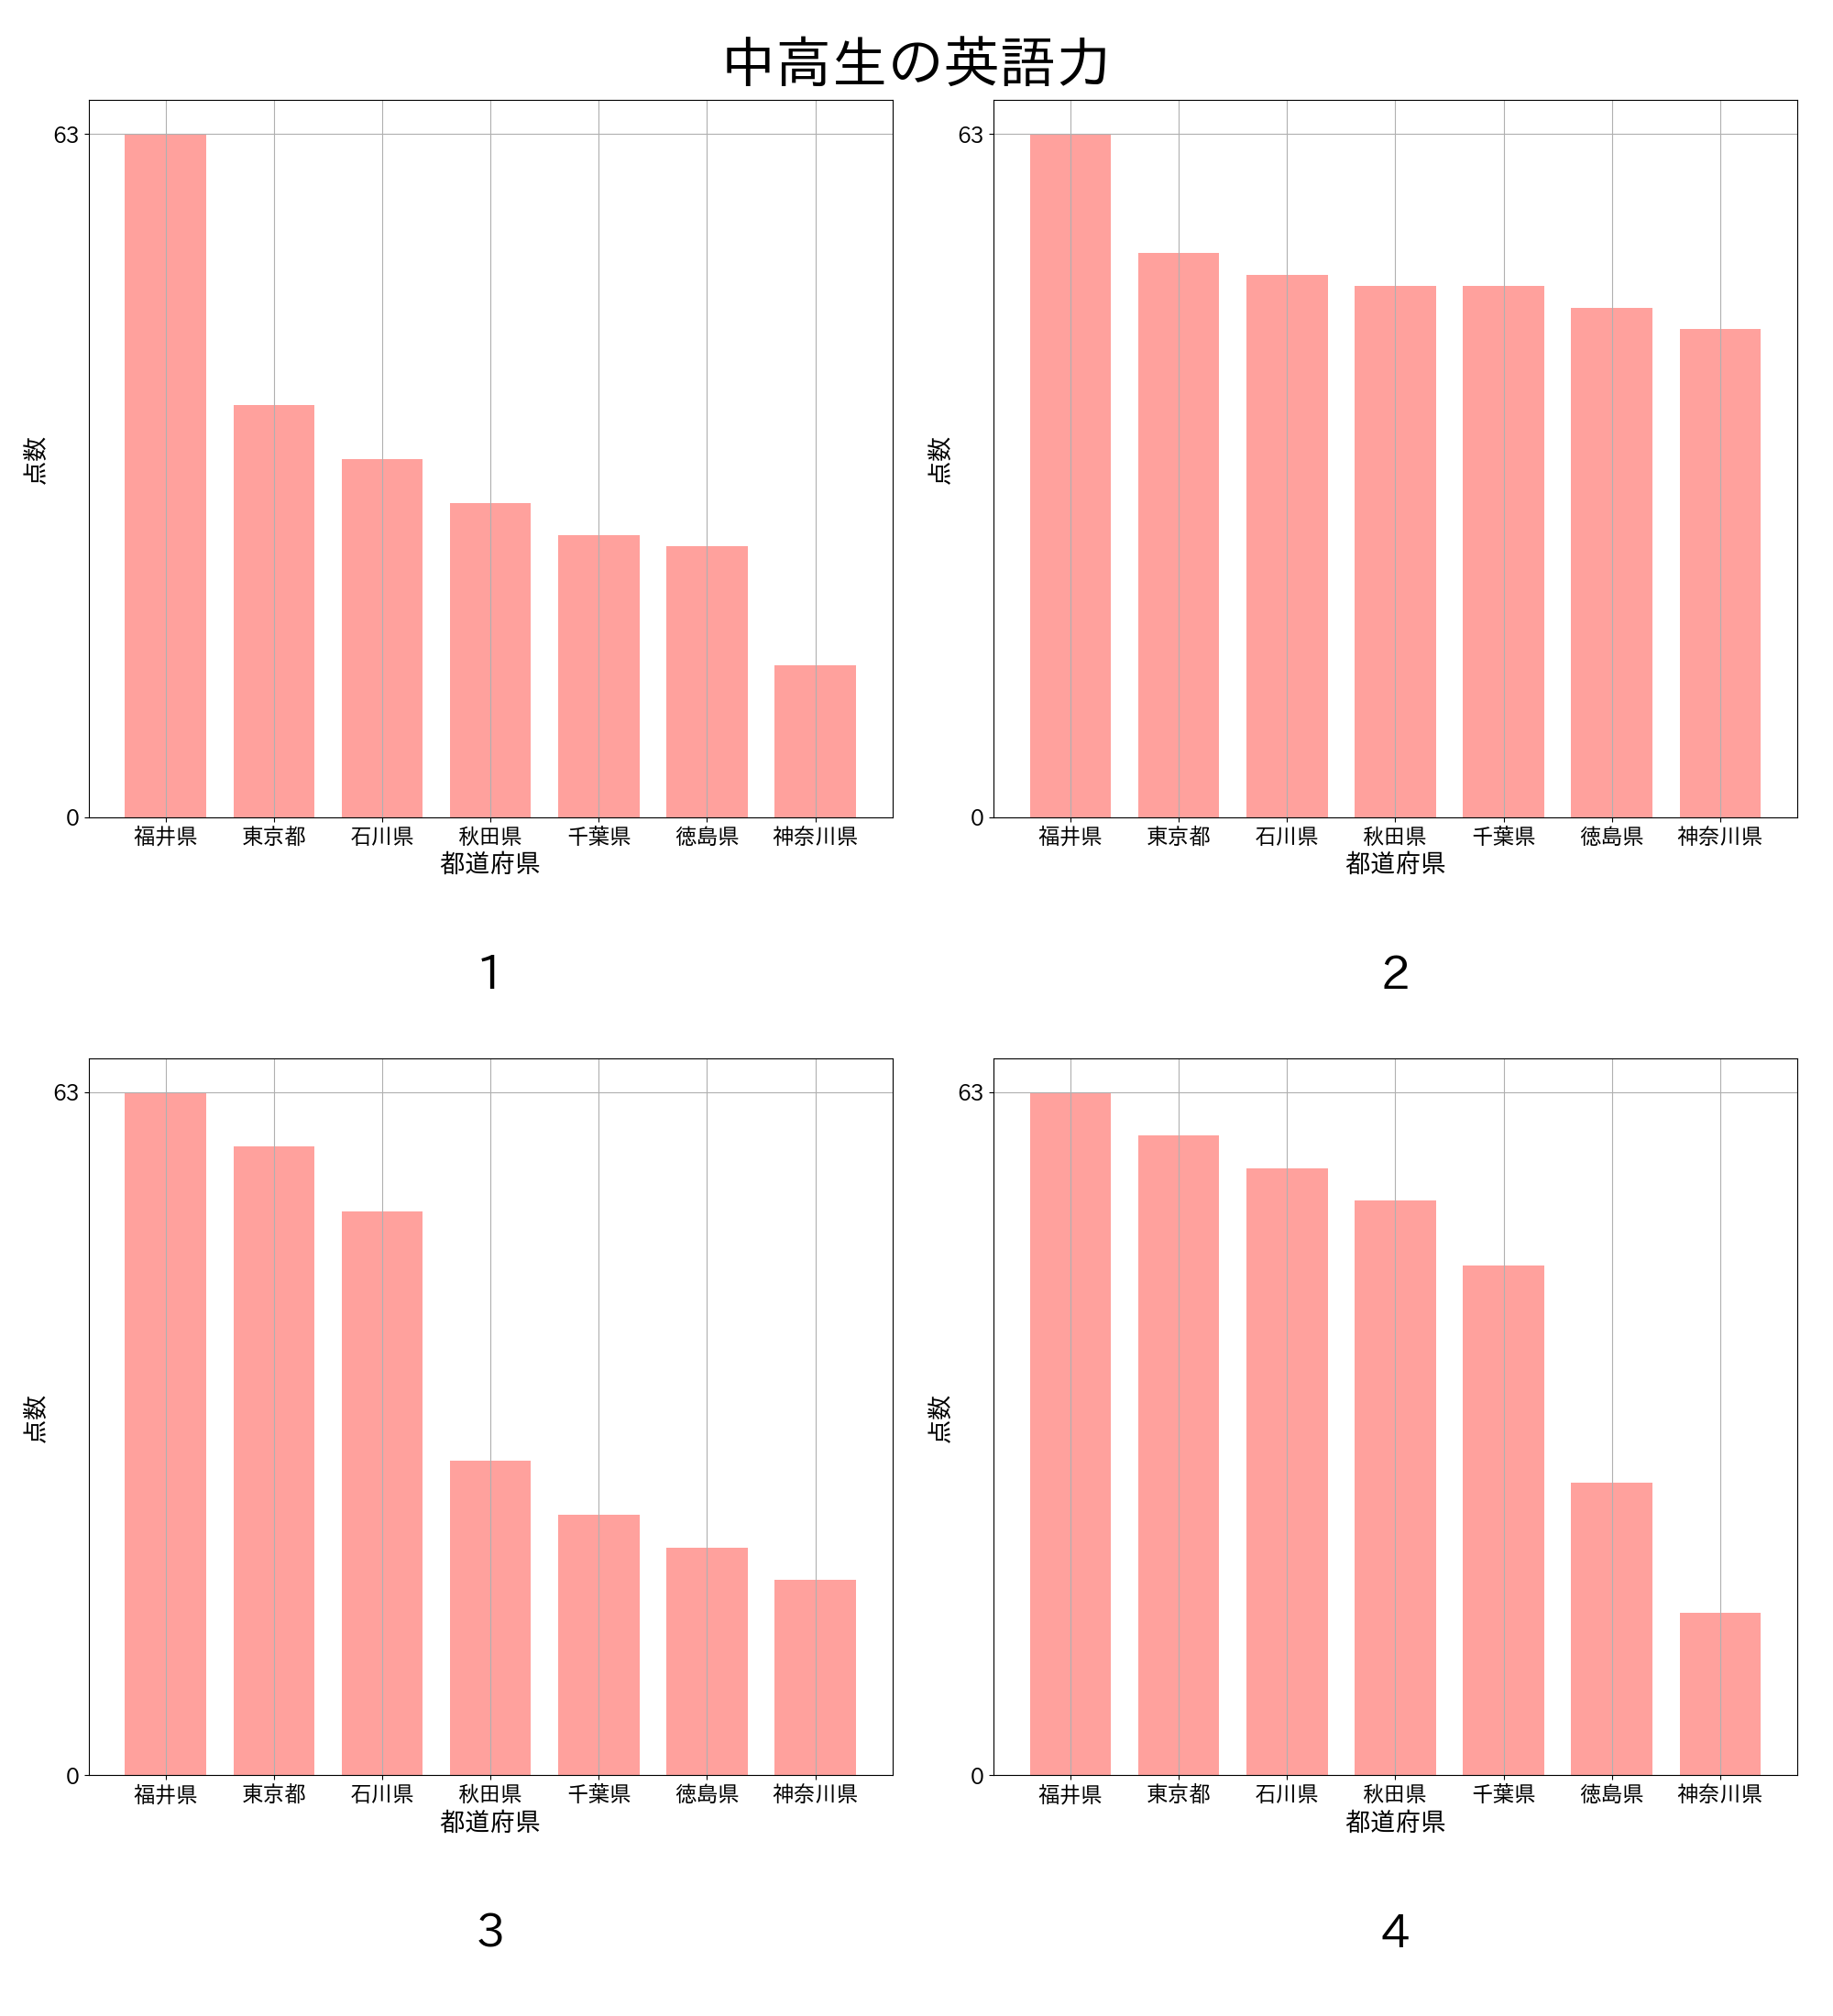 中高生の英語力
63
0
点数
福井県 東京都 石川県 秋田県 千葉県 徳島県 神奈川県
都道府県
1
63
0
点数
福井県 東京都 石川県 秋田県 千葉県 徳島県 神奈川県
都道府県
2
63
0
点数
福井県 東京都 石川県 秋田県 千葉県 徳島県 神奈川県
都道府県
3
63
0
点数
福井県 東京都 石川県 秋田県 千葉県 徳島県 神奈川県
都道府県
4